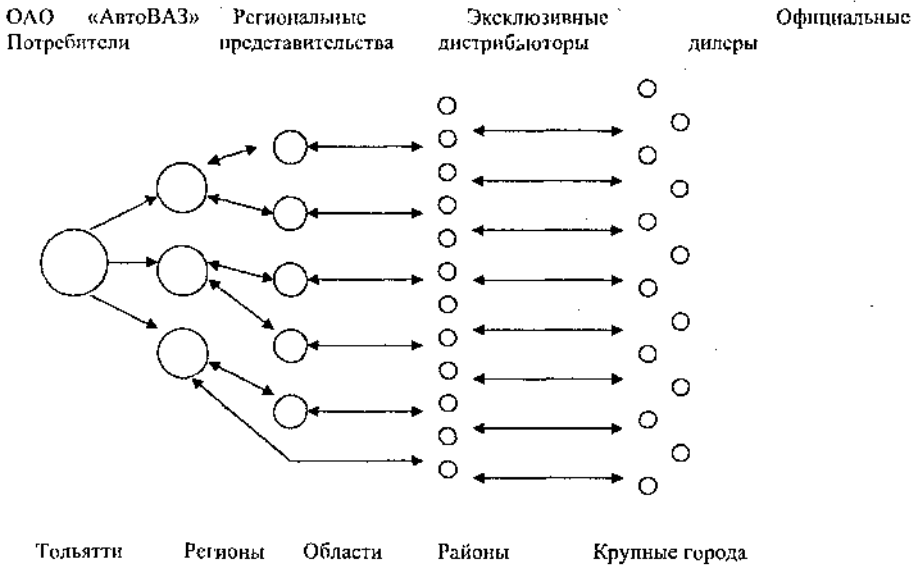 ОАО «АвтоВАЗ» Региональные Эксклюзивные Официальные
Потребители представительства дистрибьюторы дилеры
Тольятти Регионы Области Районы Крупные города